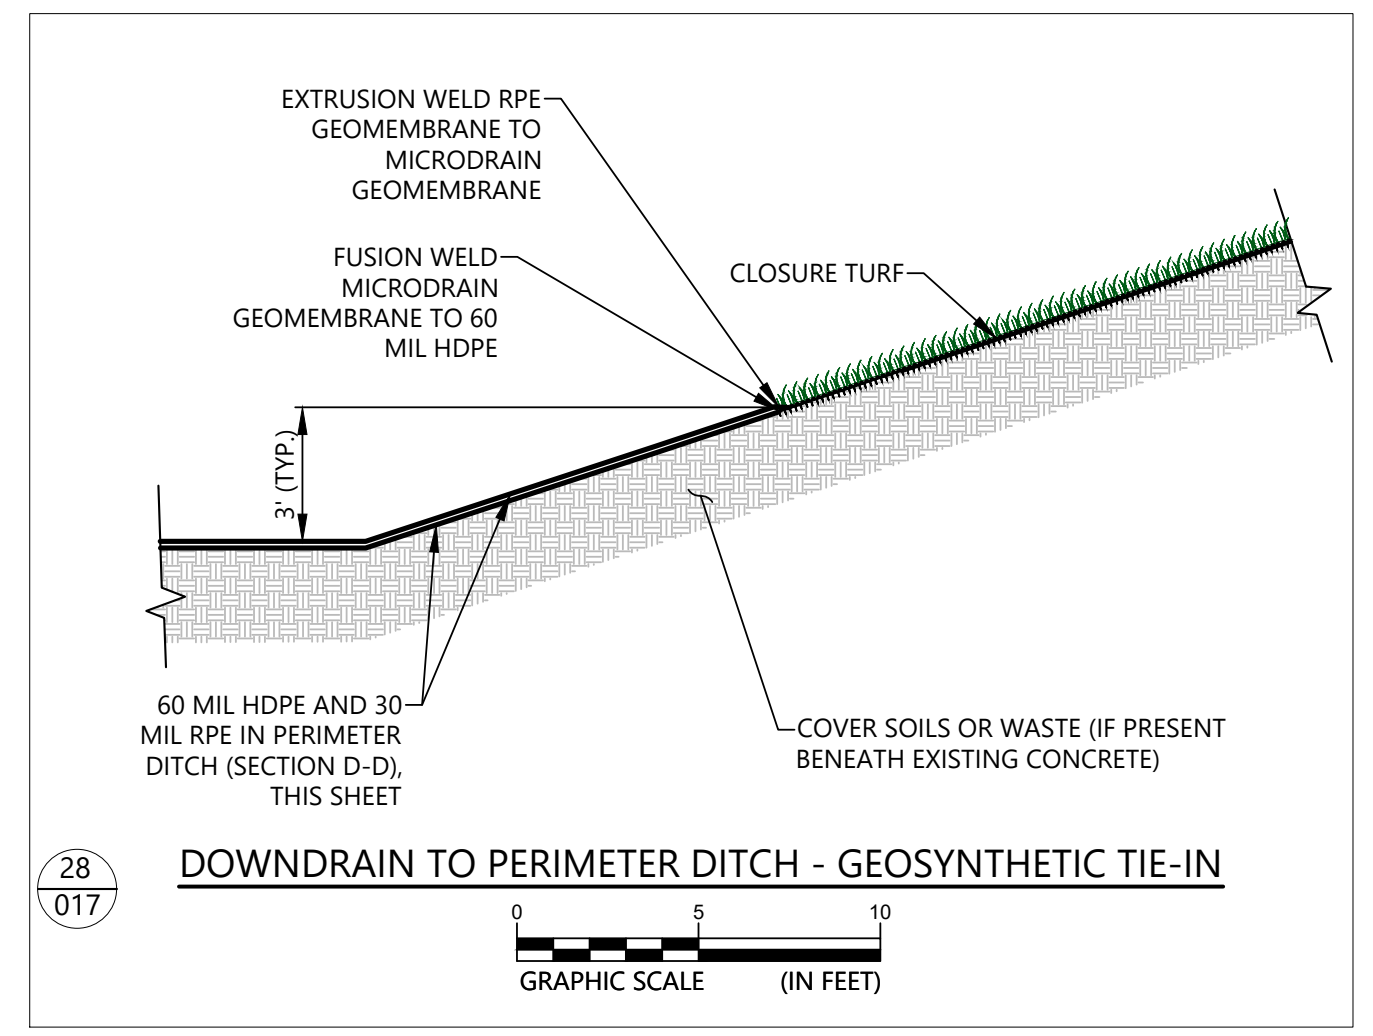 EXTRUSION WELD RPE
GEOMEMBRANE TO
MICRODRAIN
GEOMEMBRANE
FUSION WELD
MICRODRAIN
GEOMEMBRANE TO 60
MIL HDPE
CLOSURE TURF
3' (TYP.)
60 MIL HDPE AND 30
MIL RPE IN PERIMETER
DITCH (SECTION D-D),
THIS SHEET
COVER SOILS OR WASTE (IF PRESENT
BENEATH EXISTING CONCRETE)
28
017
DOWNDRAIN TO PERIMETER DITCH - GEOSYNTHETIC TIE-IN
0 5 10
GRAPHIC SCALE (IN FEET)